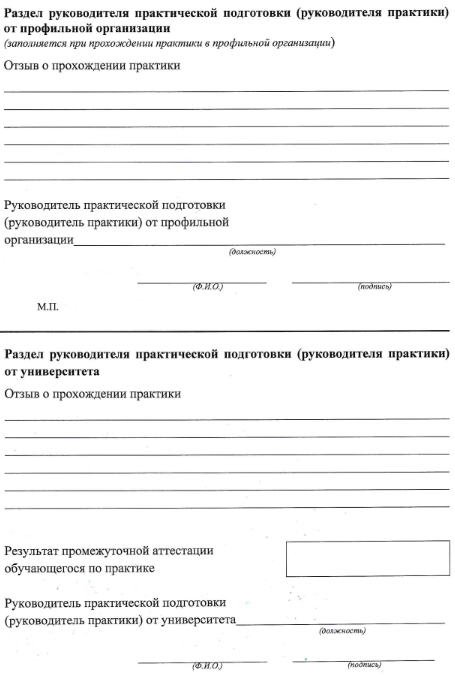 Раздел руководителя практической подготовки (руководителя практики)
от профильной организации
(заполняется при прохождении практики в профильной организации)
Отзыв о прохождении практики
Руководитель практической подготовки
(руководитель практики) от профильной
организации
(должность)
(Ф.И.О.) (подпись)
М.П.
Раздел руководителя практической подготовки (руководителя практики)
от университета
Отзыв о прохождении практики
Результат промежуточной аттестации
обучающегося по практике
Руководитель практической подготовки
(руководитель практики) от университета
(должность)
(Ф.И.О.) (подпись)